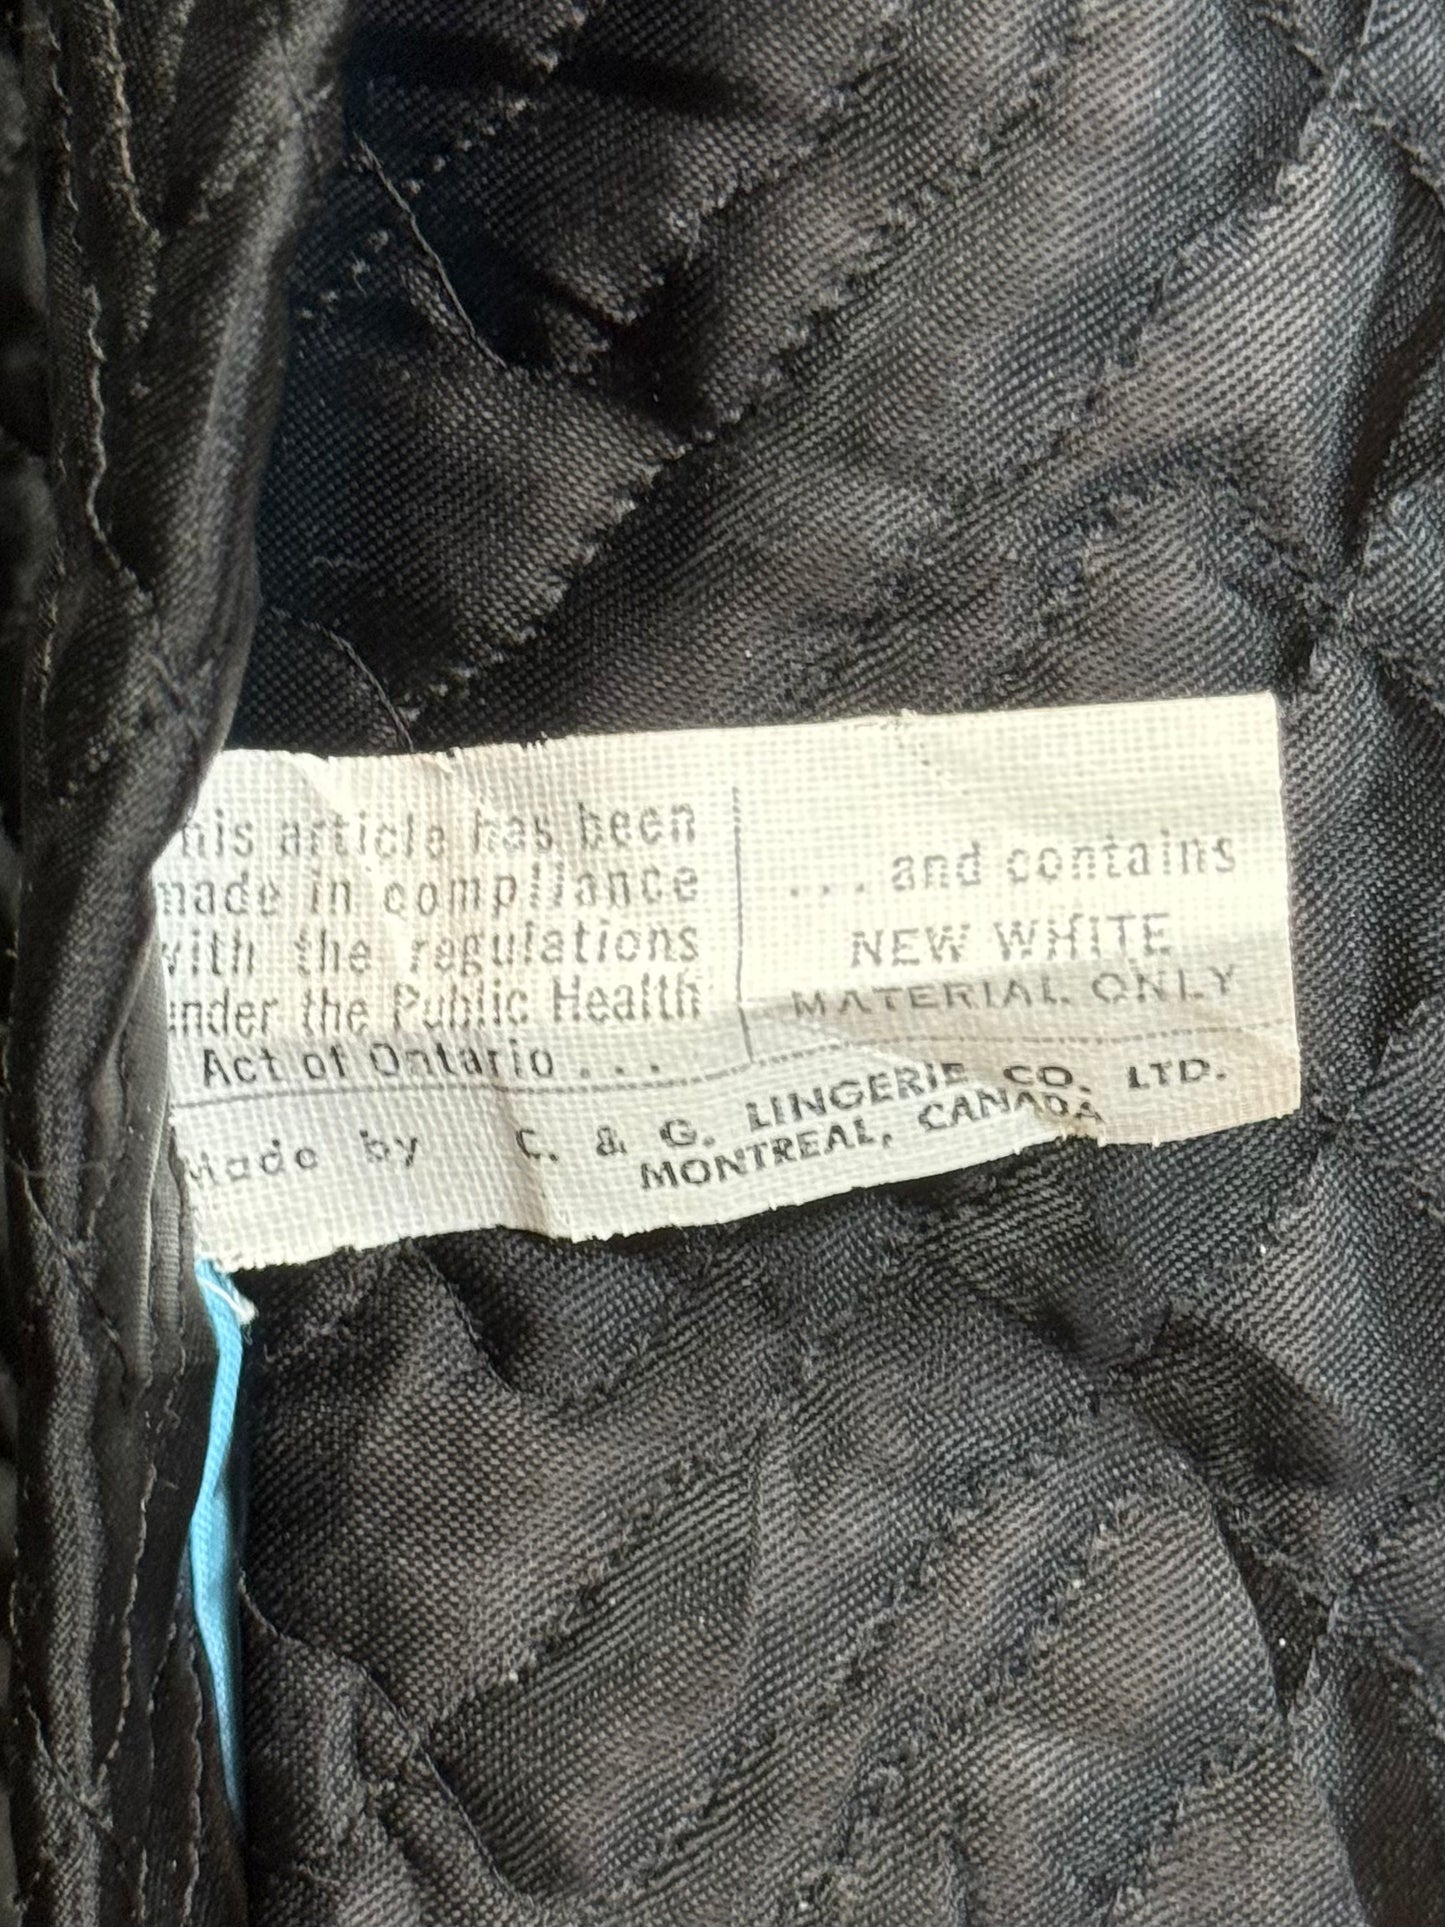 his article has been
made in compliance
with the regulations
under the Public Health
Act of Ontario . . .
. . . and contains
NEW WHITE
MATERIAL ONLY
Made by C. & G. LINGERIE CO. LTD.
MONTREAL, CANADA